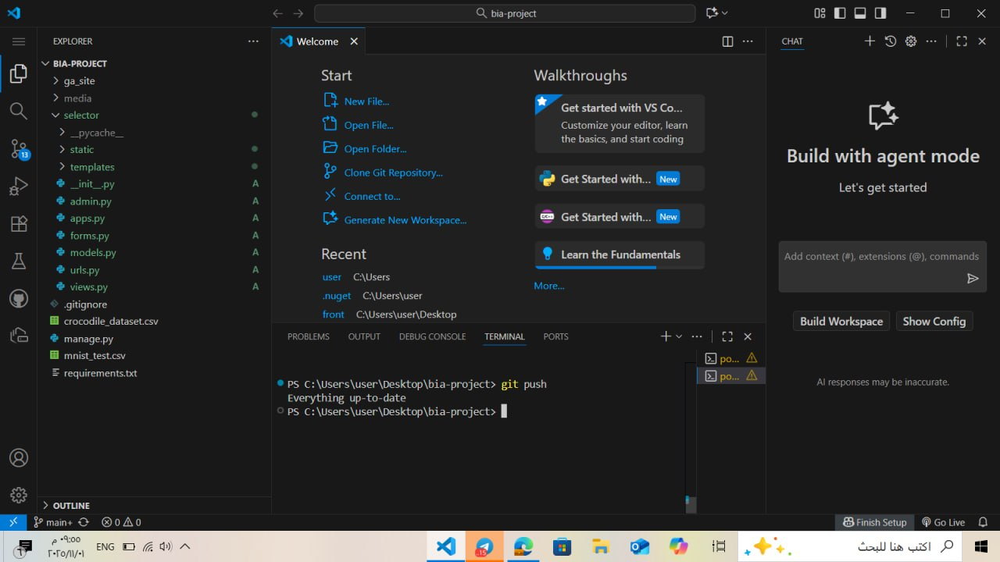 bia-project
EXPLORER
BIA-PROJECT
ga_site
media
selector
__pycache__
static
templates
__init__.py A
admin.py A
apps.py A
forms.py A
models.py A
urls.py A
views.py A
.gitignore
crocodile_dataset.csv
manage.py
mnist_test.csv
requirements.txt
OUTLINE
13
Welcome
Start
New File...
Open File...
Open Folder...
Clone Git Repository...
Connect to...
Generate New Workspace...
Recent
user C:\Users
.nuget C:\Users\user
front C:\Users\user\Desktop
Walkthroughs
Get started with VS Co...
Customize your editor, learn
the basics, and start coding
Get Started with... New
Get Started with... New
Learn the Fundamentals
More...
PROBLEMS OUTPUT DEBUG CONSOLE TERMINAL PORTS
PS C:\Users\user\Desktop\bia-project> git push
Everything up-to-date
PS C:\Users\user\Desktop\bia-project>
po...
po...
CHAT
Build with agent mode
Let's get started
Add context (#), extensions (@), commands
Build Workspace Show Config
AI responses may be inaccurate.
main+ 0 0 Finish Setup Go Live
٠٩:٠٠ م
٢٠٢٥/١١/٠١
ENG
15
اكتب هنا للبحث